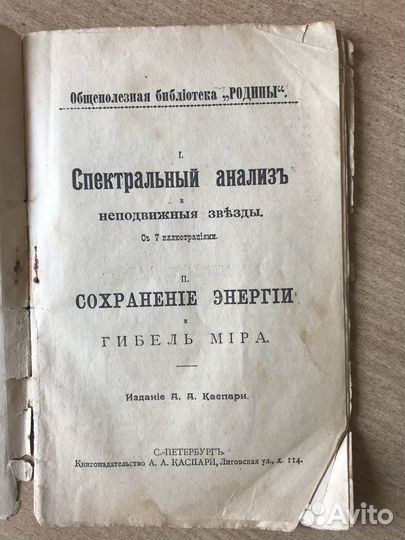 Общеполезная библіотека „РОДИНЫ“.
I.
Спектральный анализъ
и
неподвижныя звѣзды.
Съ 7 иллюстраціями.
II.
СОХРАНЕНІЕ ЭНЕРГІИ
и
ГИБЕЛЬ МІРА.
Изданіе А. А. Каспари.
С.-ПЕТЕРБУРГЪ.
Книгоиздательство А. А. КАСПАРИ, Лиговская ул., д. 114.
Avito